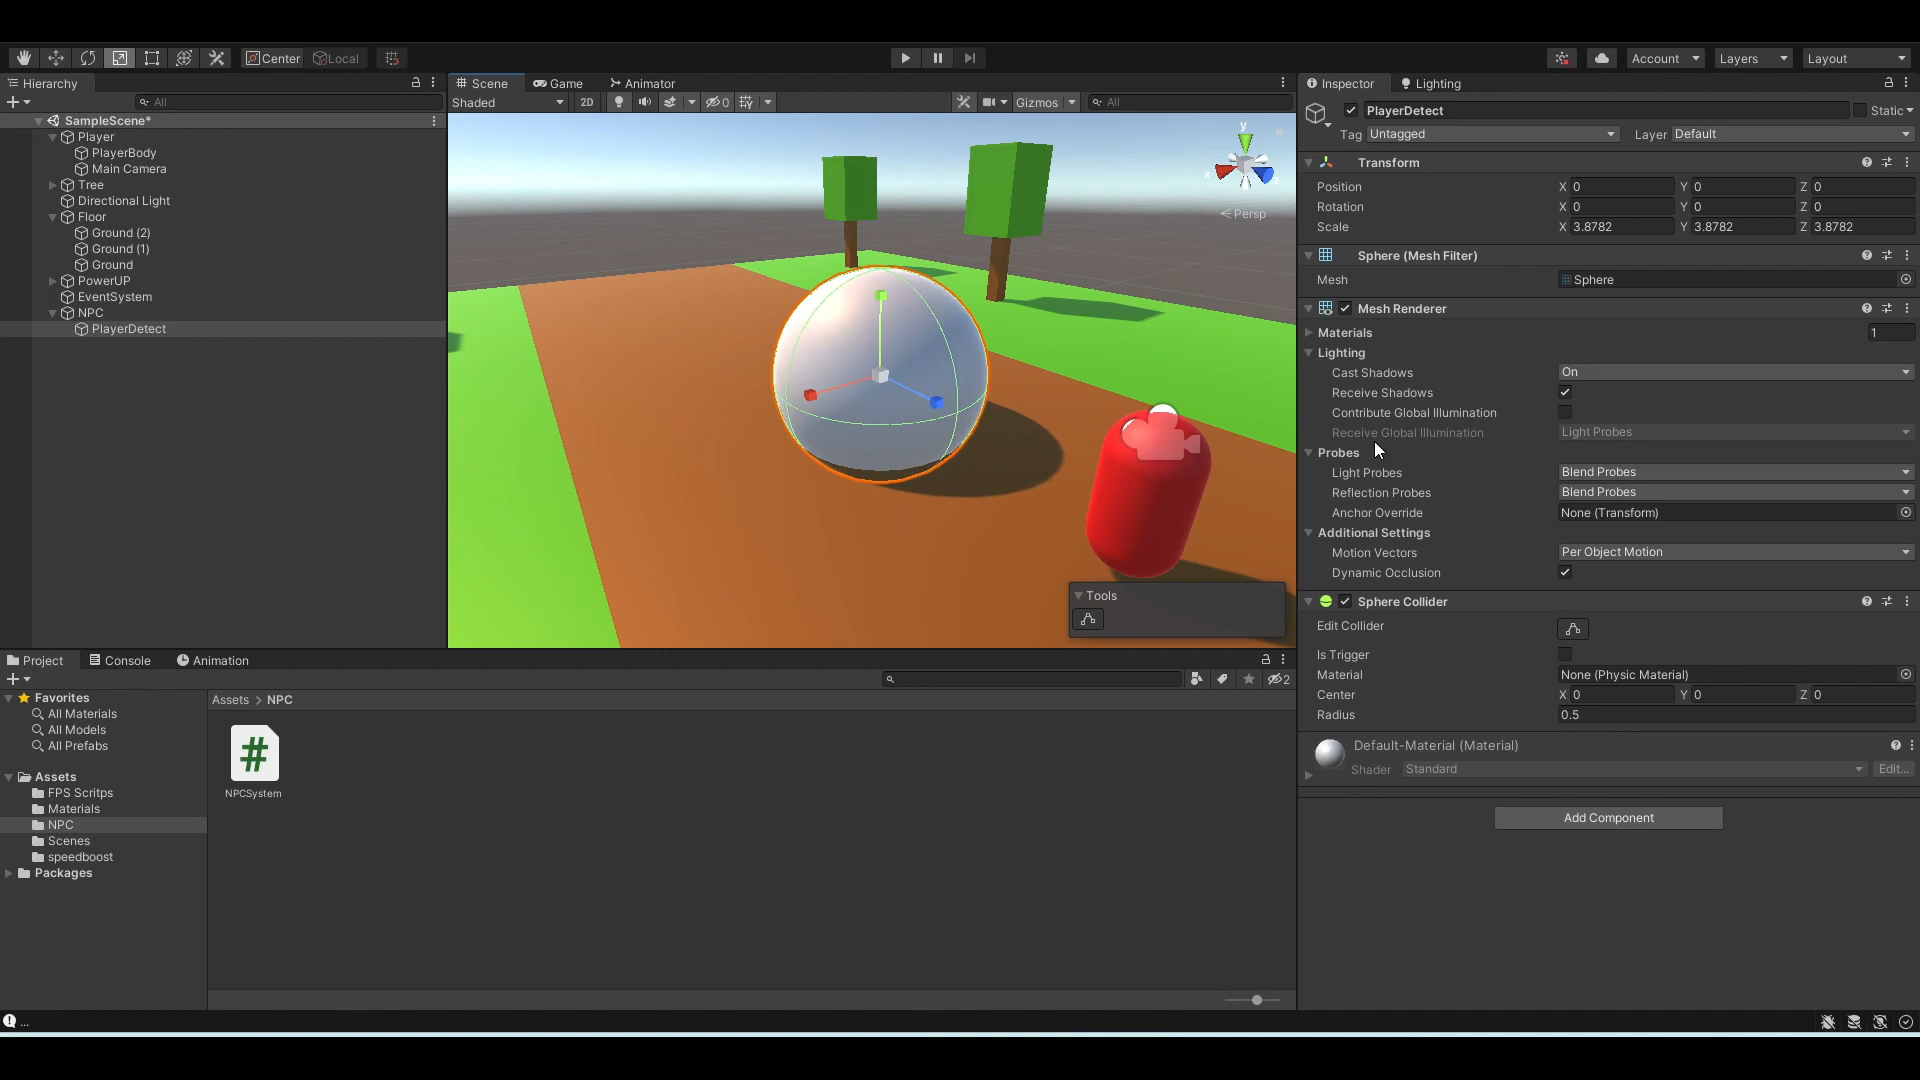 Center Local Account Layers Layout
Hierarchy
All
SampleScene*
Player
PlayerBody
Main Camera
Tree
Directional Light
Floor
Ground (2)
Ground (1)
Ground
PowerUP
EventSystem
NPC
PlayerDetect
Scene Game Animator
Shaded 2D 0 Gizmos All
y
x
z
Persp
Tools
Inspector Lighting
PlayerDetect Static
Tag Untagged Layer Default
Transform
Position X 0 Y 0 Z 0
Rotation X 0 Y 0 Z 0
Scale X 3.8782 Y 3.8782 Z 3.8782
Sphere (Mesh Filter)
Mesh Sphere
Mesh Renderer
Materials 1
Lighting
Cast Shadows On
Receive Shadows
Contribute Global Illumination
Receive Global Illumination Light Probes
Probes
Light Probes Blend Probes
Reflection Probes Blend Probes
Anchor Override None (Transform)
Additional Settings
Motion Vectors Per Object Motion
Dynamic Occlusion
Sphere Collider
Edit Collider
Is Trigger
Material None (Physic Material)
Center X 0 Y 0 Z 0
Radius 0.5
Default-Material (Material)
Shader Standard Edit...
Add Component
Project Console Animation
2
Favorites
All Materials
All Models
All Prefabs
Assets
FPS Scritps
Materials
NPC
Scenes
speedboost
Packages
Assets > NPC
#
NPCSystem
...